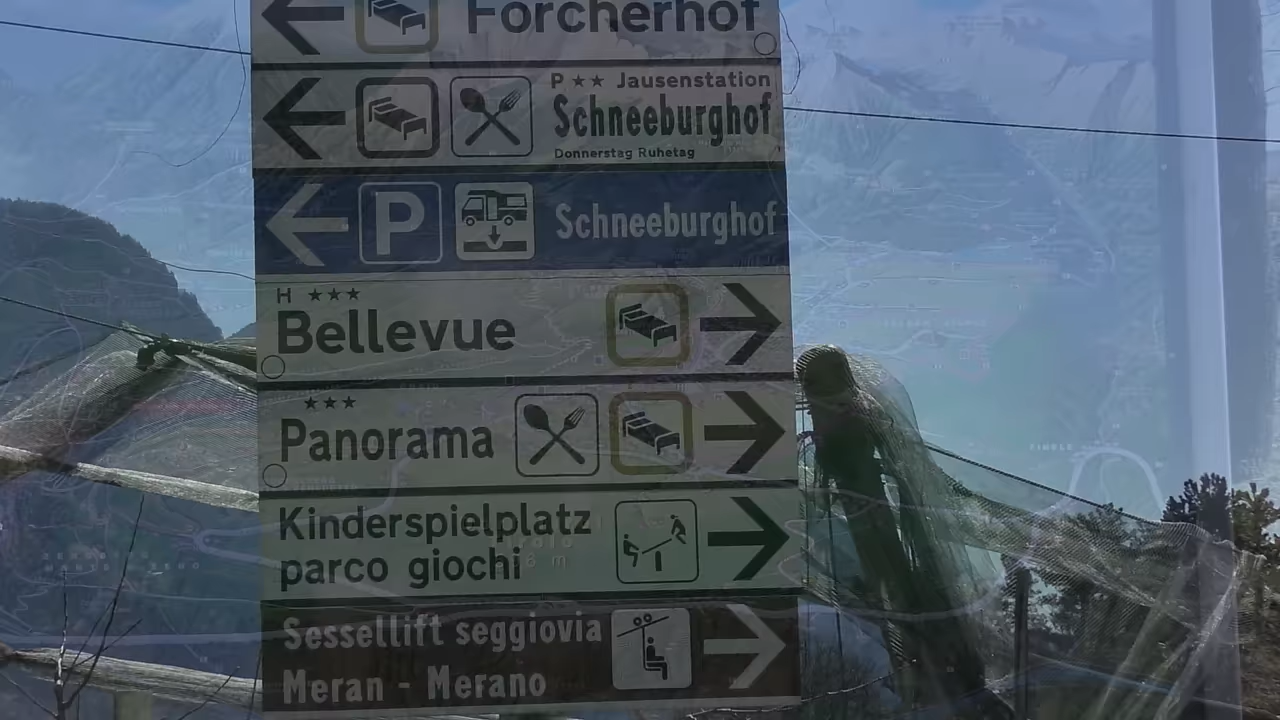 Forcherhof
P ★★ Jausenstation
Schneeburghof
Donnerstag Ruhetag
P Schneeburghof
H ★★★
Bellevue
★★★
Panorama
Kinderspielplatz
parco giochi
Sessellift seggiovia
Meran - Merano